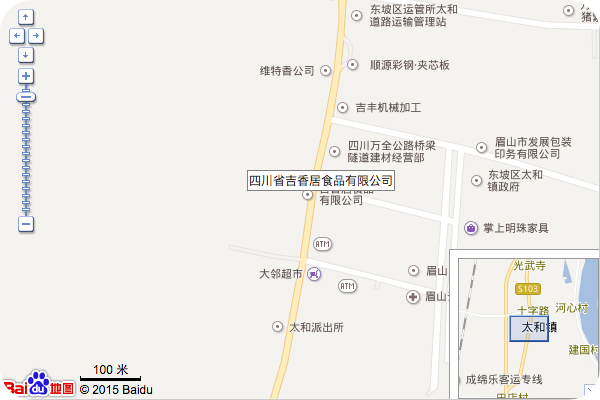 东坡区运管所太和
道路运输管理站
猪
顺源彩钢·夹芯板
维特香公司
吉丰机械加工
四川万全公路桥梁
隧道建材经营部
眉山市发展包装
印务有限公司
东坡区太和
镇政府
四川省吉香居食品有限公司
有限公司
掌上明珠家具
ATM
大邻超市
ATM
眉山
眉山
太和派出所
光武寺
S103
十字路
河心村
太和镇
建国村
成绵乐客运专线
100 米
Bai du 地图
© 2015 Baidu